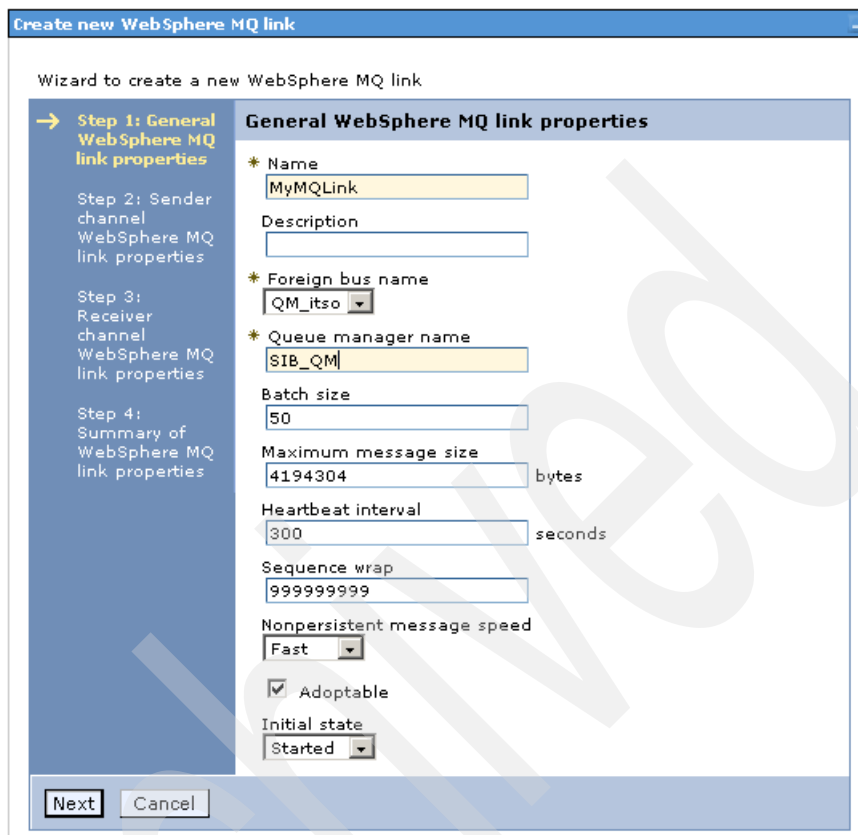 Create new WebSphere MQ link
Wizard to create a new WebSphere MQ link
Step 1: General
WebSphere MQ
link properties
Step 2: Sender
channel
WebSphere MQ
link properties
Step 3:
Receiver
channel
WebSphere MQ
link properties
Step 4:
Summary of
WebSphere MQ
link properties
General WebSphere MQ link properties
* Name
MyMQLink
Description
* Foreign bus name
QM_itso
* Queue manager name
SIB_QM
Batch size
50
Maximum message size
4194304 bytes
Heartbeat interval
300 seconds
Sequence wrap
999999999
Nonpersistent message speed
Fast
Adoptable
Initial state
Started
Next Cancel